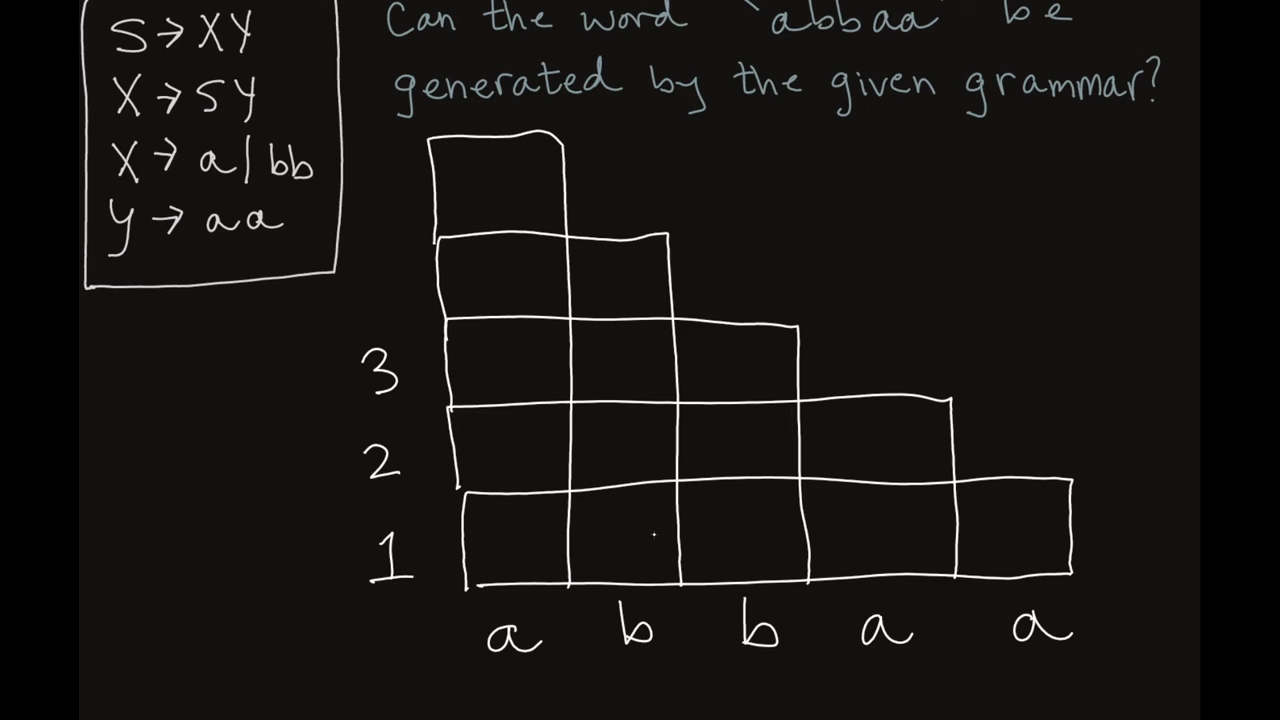 S → XY
X → SY
X → a | bb
Y → aa
Can the word `abbaa` be
generated by the given grammar?
3
2
1
a b b a a